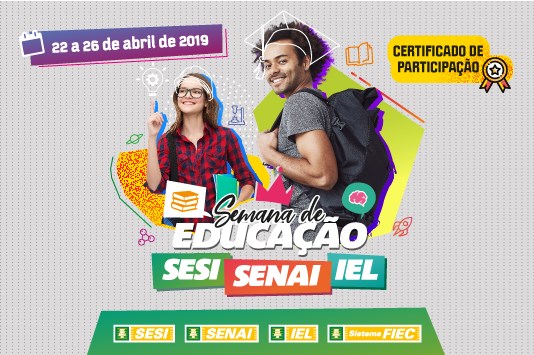 22 a 26 de abril de 2019
CERTIFICADO DE
PARTICIPAÇÃO
Semana de
EDUCAÇÃO
SESI SENAI IEL
SESI SENAI IEL Sistema FIEC